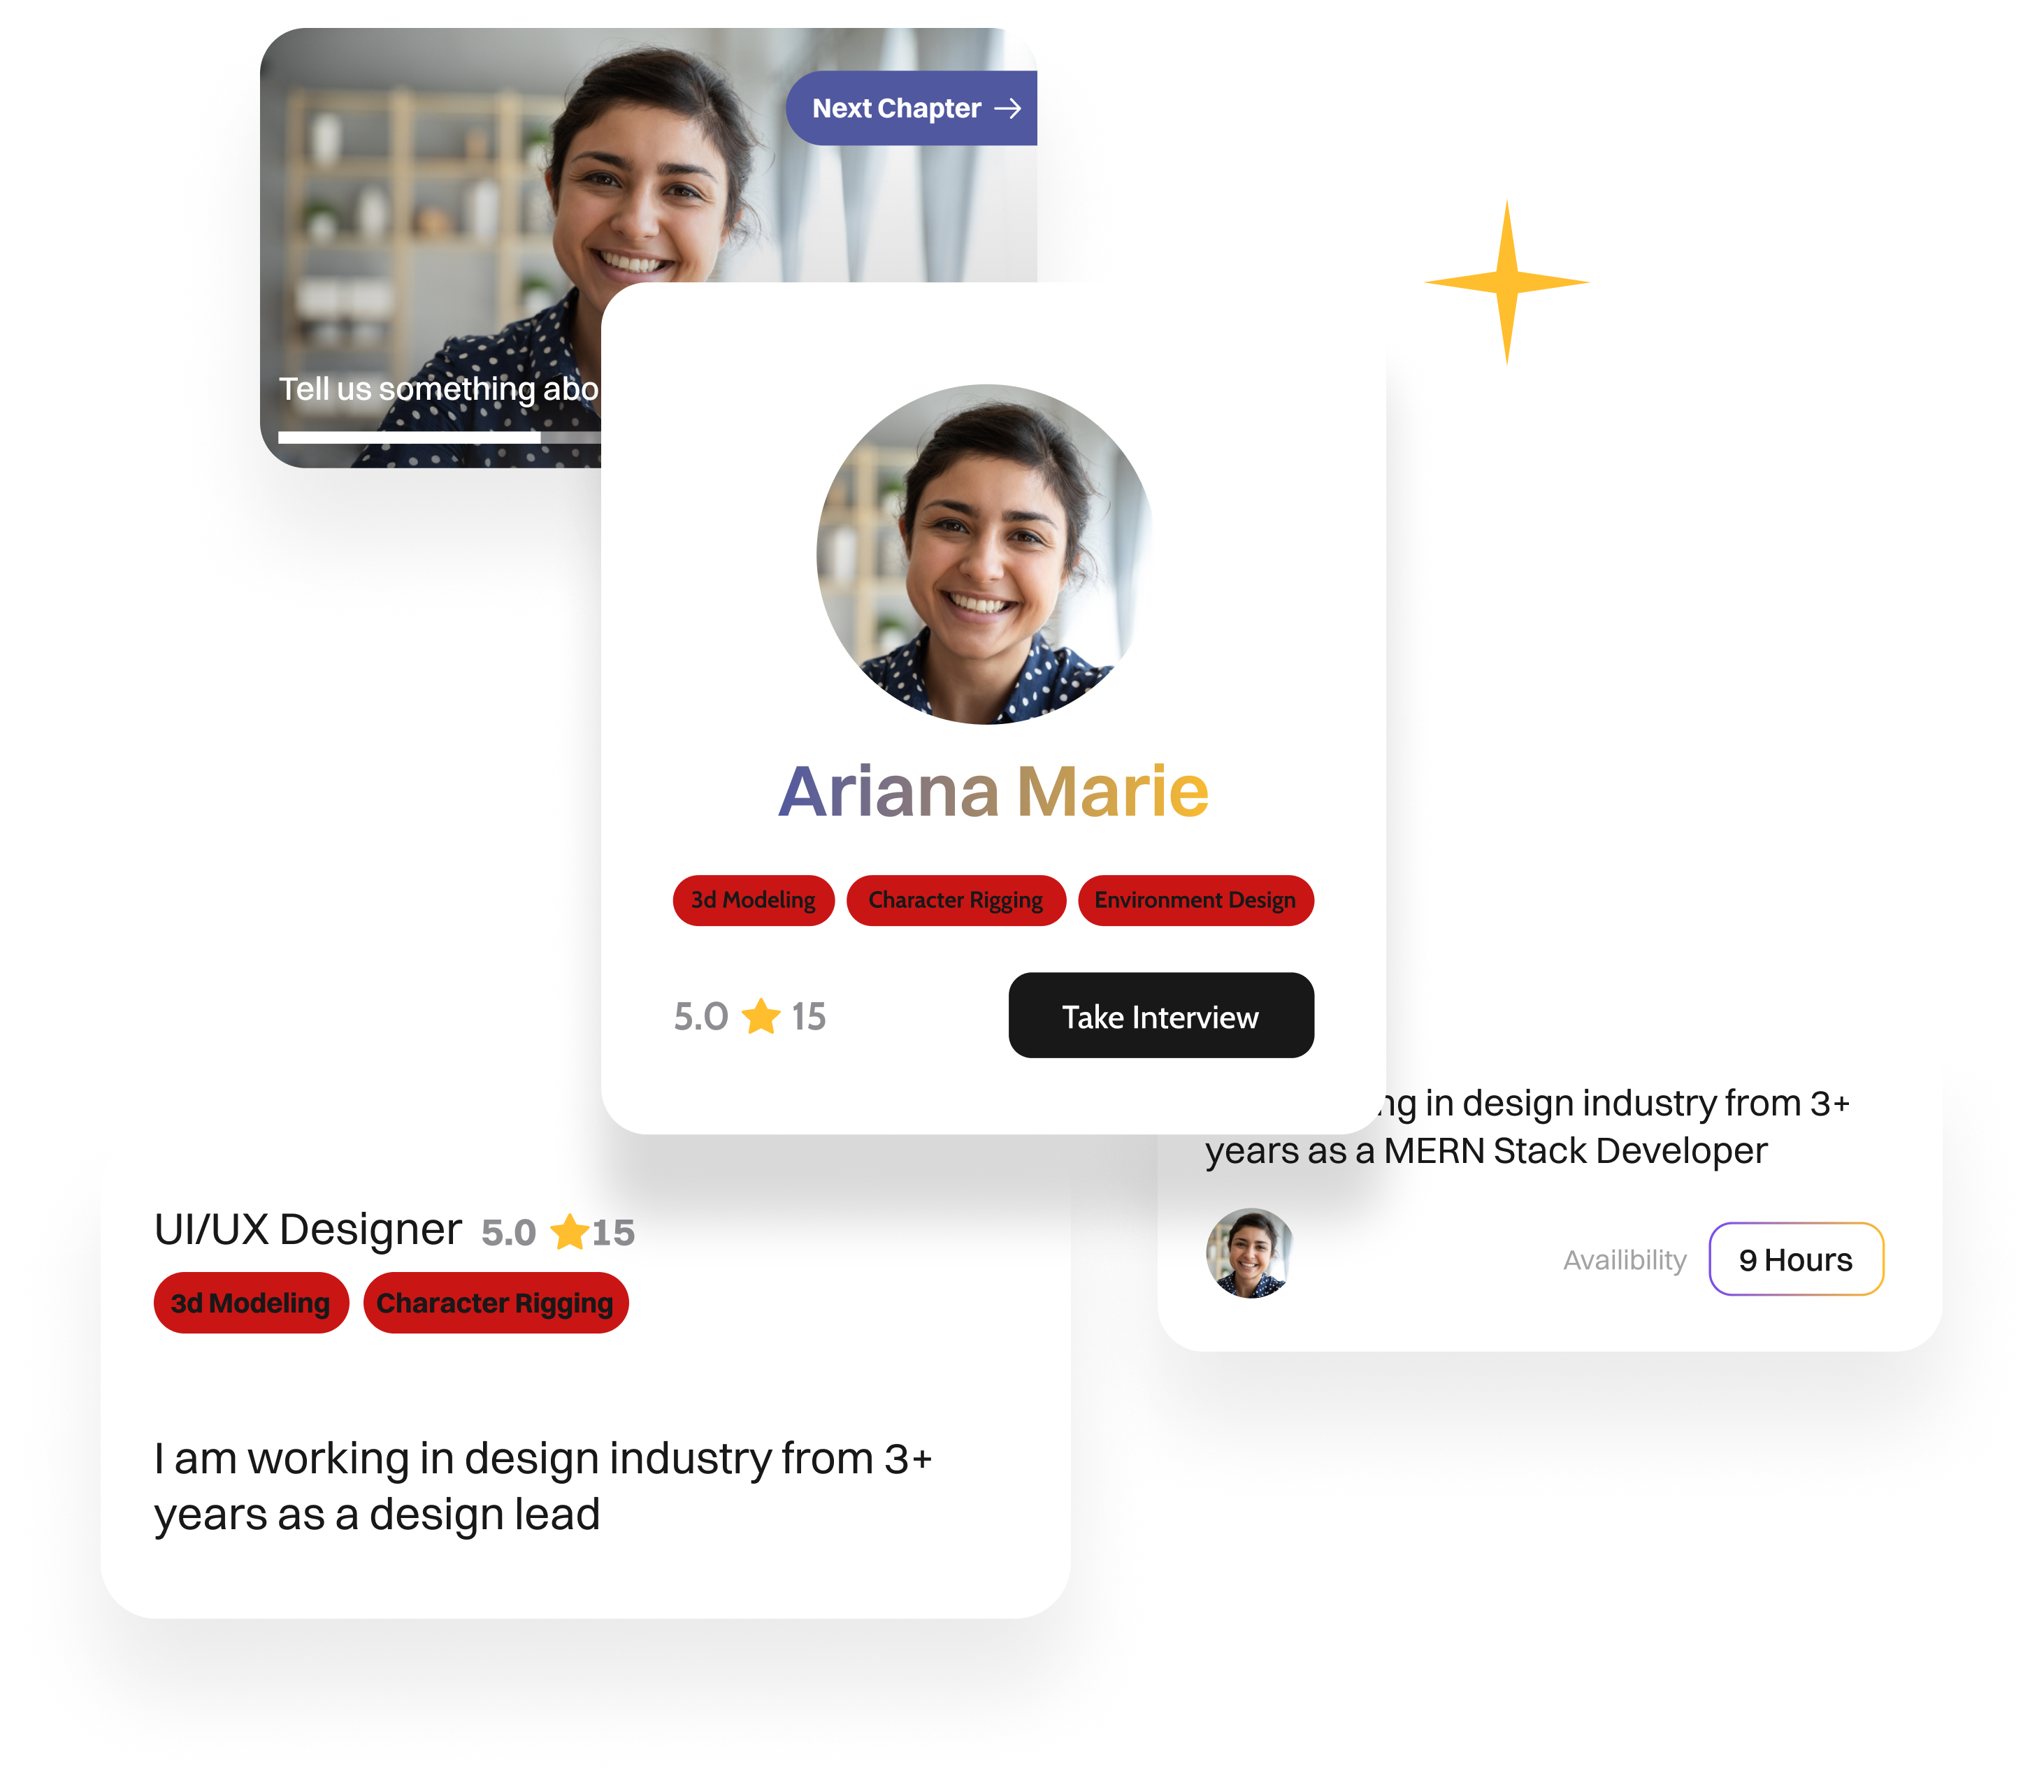 Next Chapter
Tell us something abo
Ariana Marie
3d Modeling Character Rigging Environment Design
5.0 15 Take Interview
ng in design industry from 3+
years as a MERN Stack Developer
Availibility 9 Hours
UI/UX Designer 5.0 15
3d Modeling Character Rigging
I am working in design industry from 3+
years as a design lead